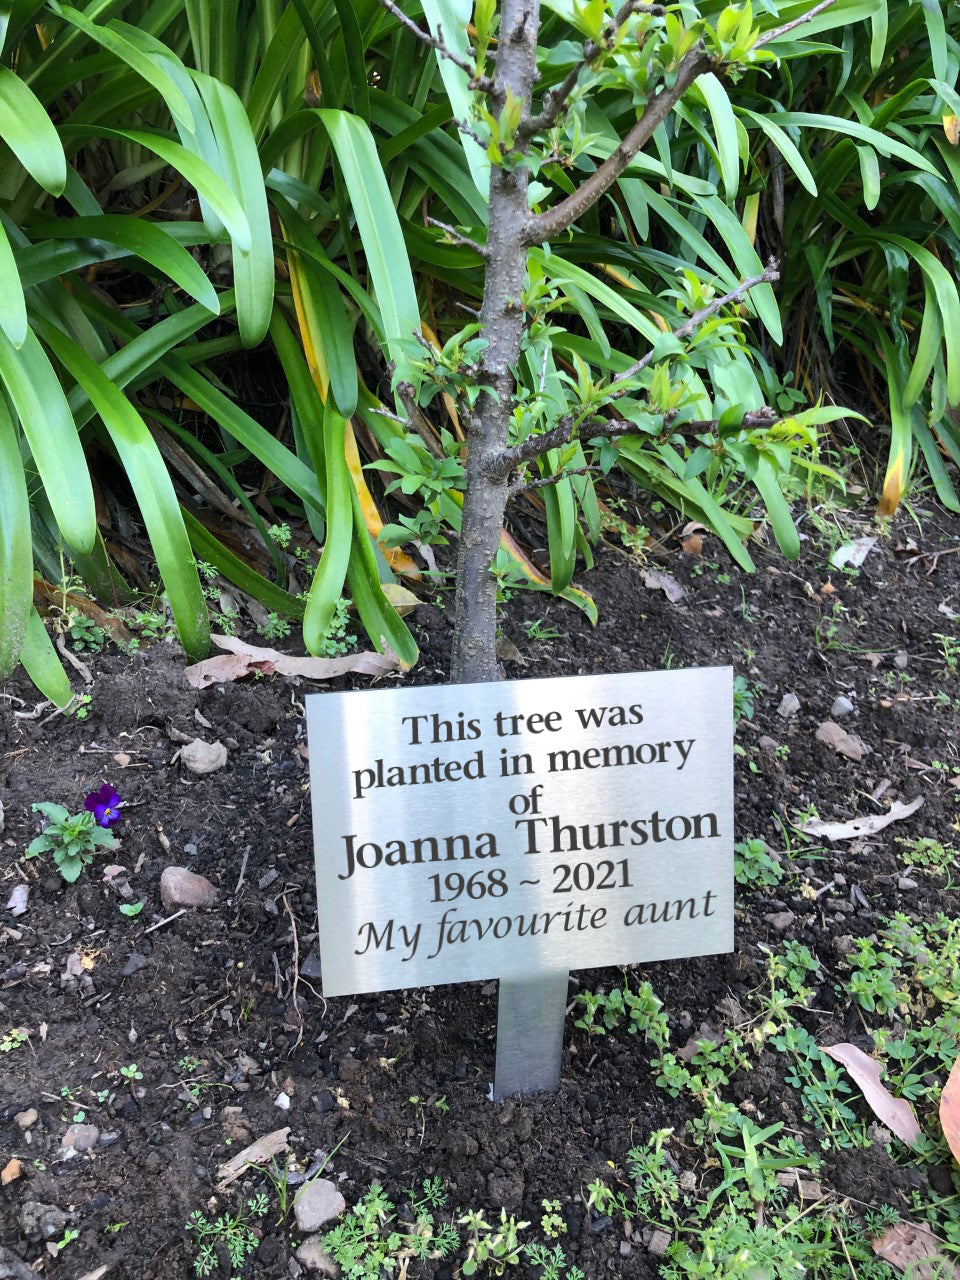 This tree was
planted in memory
of
Joanna Thurston
1968 ~ 2021
My favourite aunt